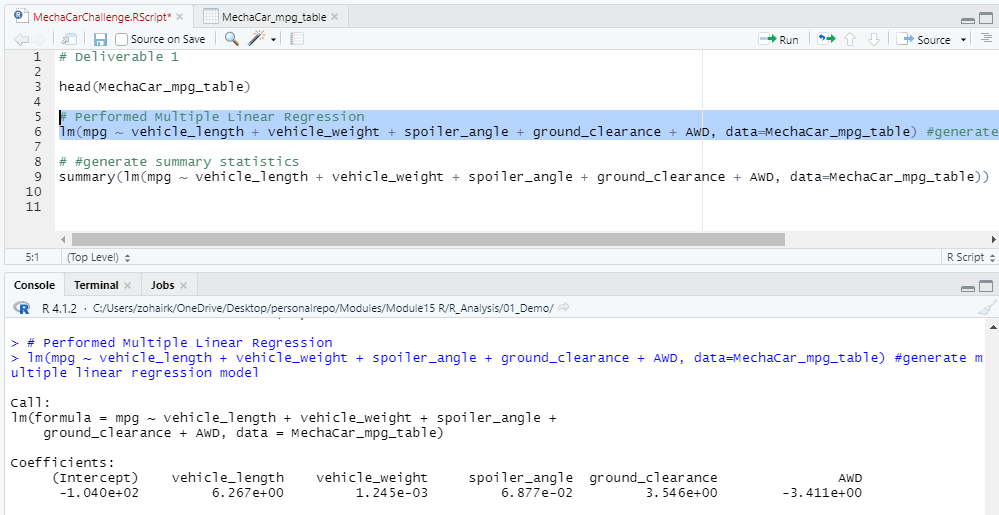 MechaCarChallenge.RScript* × MechaCar_mpg_table ×
Source on Save Run Source
1 # Deliverable 1
2
3 head(MechaCar_mpg_table)
4
5 # Performed Multiple Linear Regression
6 lm(mpg ~ vehicle_length + vehicle_weight + spoiler_angle + ground_clearance + AWD, data=MechaCar_mpg_table) #generate
7
8 # #generate summary statistics
9 summary(lm(mpg ~ vehicle_length + vehicle_weight + spoiler_angle + ground_clearance + AWD, data=MechaCar_mpg_table))
10
11
5:1 (Top Level) R Script
Console Terminal × Jobs ×
R R 4.1.2 · C:/Users/zohairk/OneDrive/Desktop/personalrepo/Modules/Module15 R/R_Analysis/01_Demo/
> # Performed Multiple Linear Regression
> lm(mpg ~ vehicle_length + vehicle_weight + spoiler_angle + ground_clearance + AWD, data=MechaCar_mpg_table) #generate m
ultiple linear regression model
Call:
lm(formula = mpg ~ vehicle_length + vehicle_weight + spoiler_angle +
ground_clearance + AWD, data = MechaCar_mpg_table)
Coefficients:
(Intercept) vehicle_length vehicle_weight spoiler_angle ground_clearance AWD
-1.040e+02 6.267e+00 1.245e-03 6.877e-02 3.546e+00 -3.411e+00